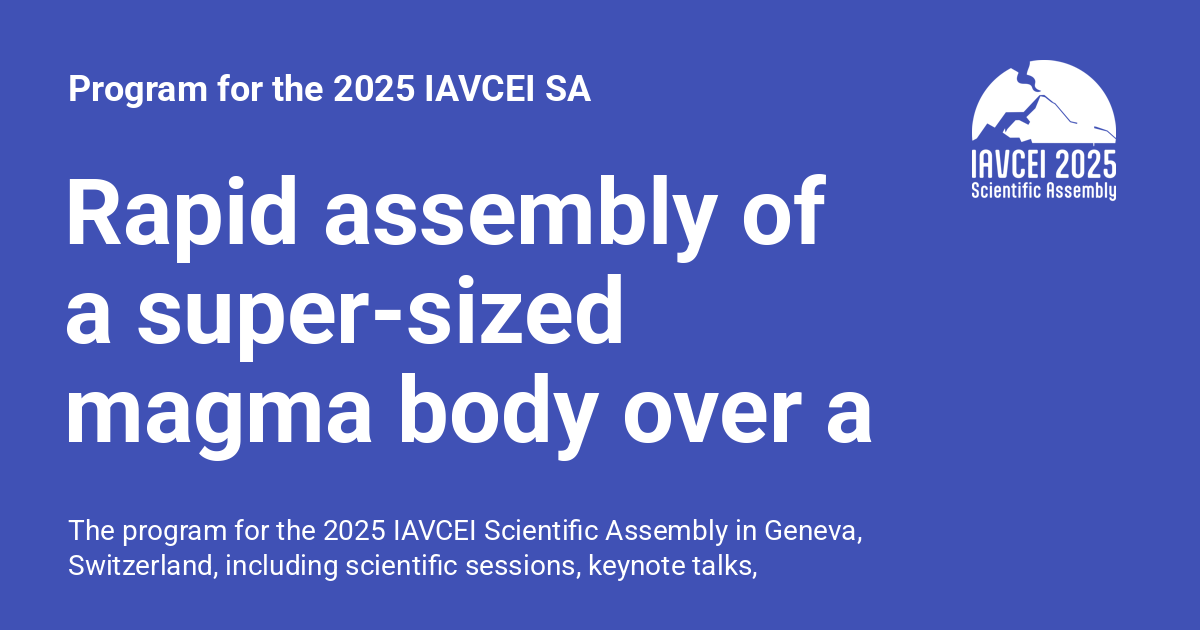 Program for the 2025 IAVCEI SA
IAVCEI 2025
Scientific Assembly
Rapid assembly of
a super-sized
magma body over a
The program for the 2025 IAVCEI Scientific Assembly in Geneva,
Switzerland, including scientific sessions, keynote talks,